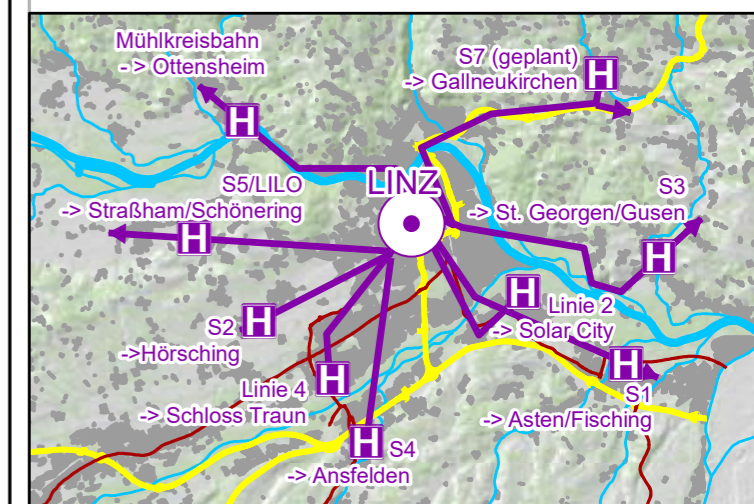 Mühlkreisbahn
-> Ottensheim
H
S7 (geplant)
-> Gallneukirchen
H
S5/LILO
-> Straßham/Schönering
H
LINZ
S3
-> St. Georgen/Gusen
H
S2
->Hörsching
H
Linie 4
-> Schloss Traun
H
H
Linie 2
-> Solar City
H
S1
-> Asten/Fisching
H
S4
-> Ansfelden